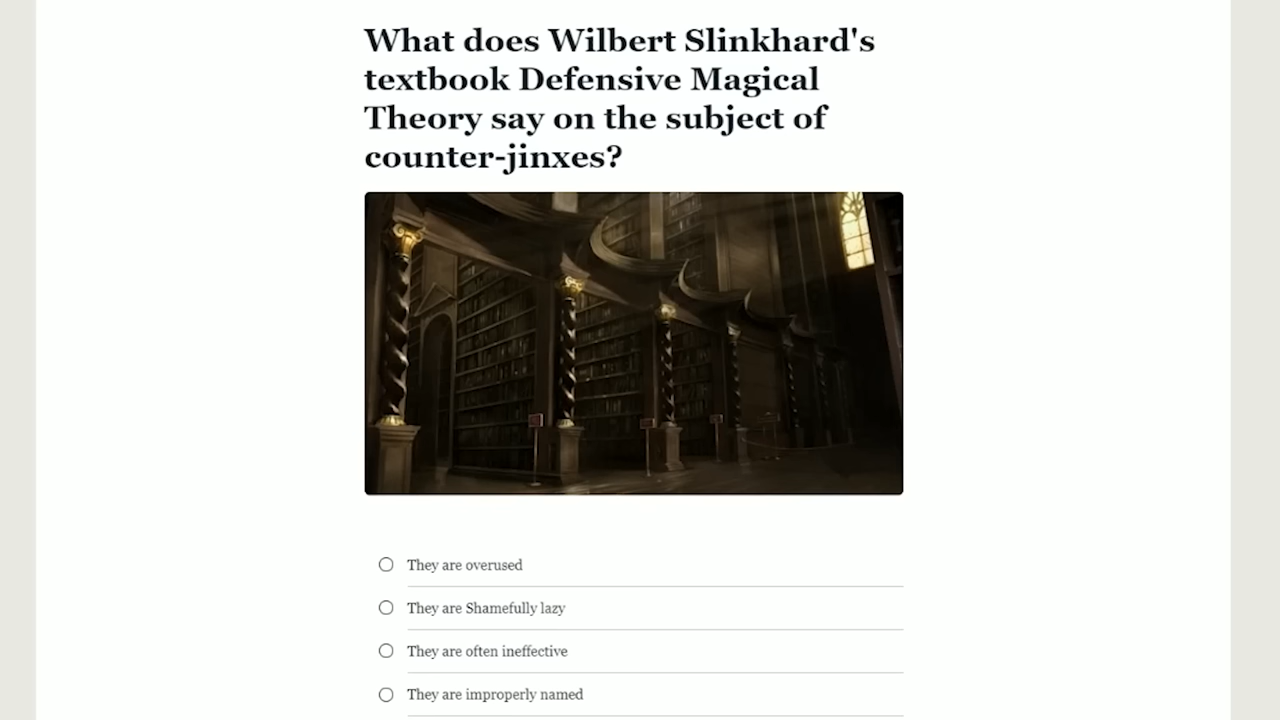 What does Wilbert Slinkhard's
textbook Defensive Magical
Theory say on the subject of
counter-jinxes?
They are overused
They are Shamefully lazy
They are often ineffective
They are improperly named